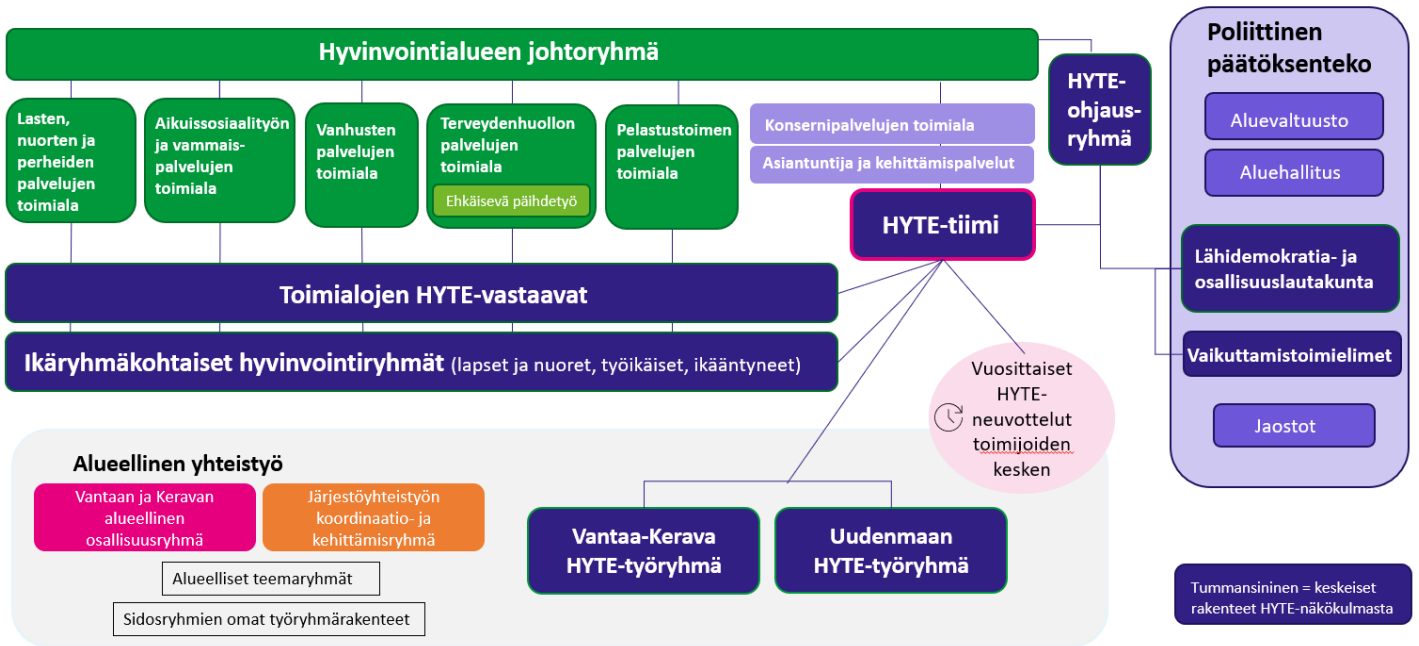 Hyvinvointialueen johtoryhmä
Lasten,
nuorten ja
perheiden
palvelujen
toimiala
Aikuissosiaalityön
ja vammais-
palvelujen
toimiala
Vanhusten
palvelujen
toimiala
Terveydenhuollon
palvelujen
toimiala
Ehkäisevä päihdetyö
Pelastustoimen
palvelujen
toimiala
Konsernipalvelujen toimiala
Asiantuntija ja kehittämispalvelut
HYTE-
ohjaus-
ryhmä
HYTE-tiimi
Toimialojen HYTE-vastaavat
Ikäryhmäkohtaiset hyvinvointiryhmät (lapset ja nuoret, työikäiset, ikääntyneet)
Vuosittaiset
HYTE-
neuvottelut
toimijoiden
kesken
Alueellinen yhteistyö
Vantaan ja Keravan
alueellinen
osallisuusryhmä
Järjestöyhteistyön
koordinaatio- ja
kehittämisryhmä
Alueelliset teemaryhmät
Sidosryhmien omat työryhmärakenteet
Vantaa-Kerava
HYTE-työryhmä
Uudenmaan
HYTE-työryhmä
Poliittinen
päätöksenteko
Aluevaltuusto
Aluehallitus
Lähidemokratia- ja
osallisuuslautakunta
Vaikuttamistoimielimet
Jaostot
Tummansininen = keskeiset
rakenteet HYTE-näkökulmasta